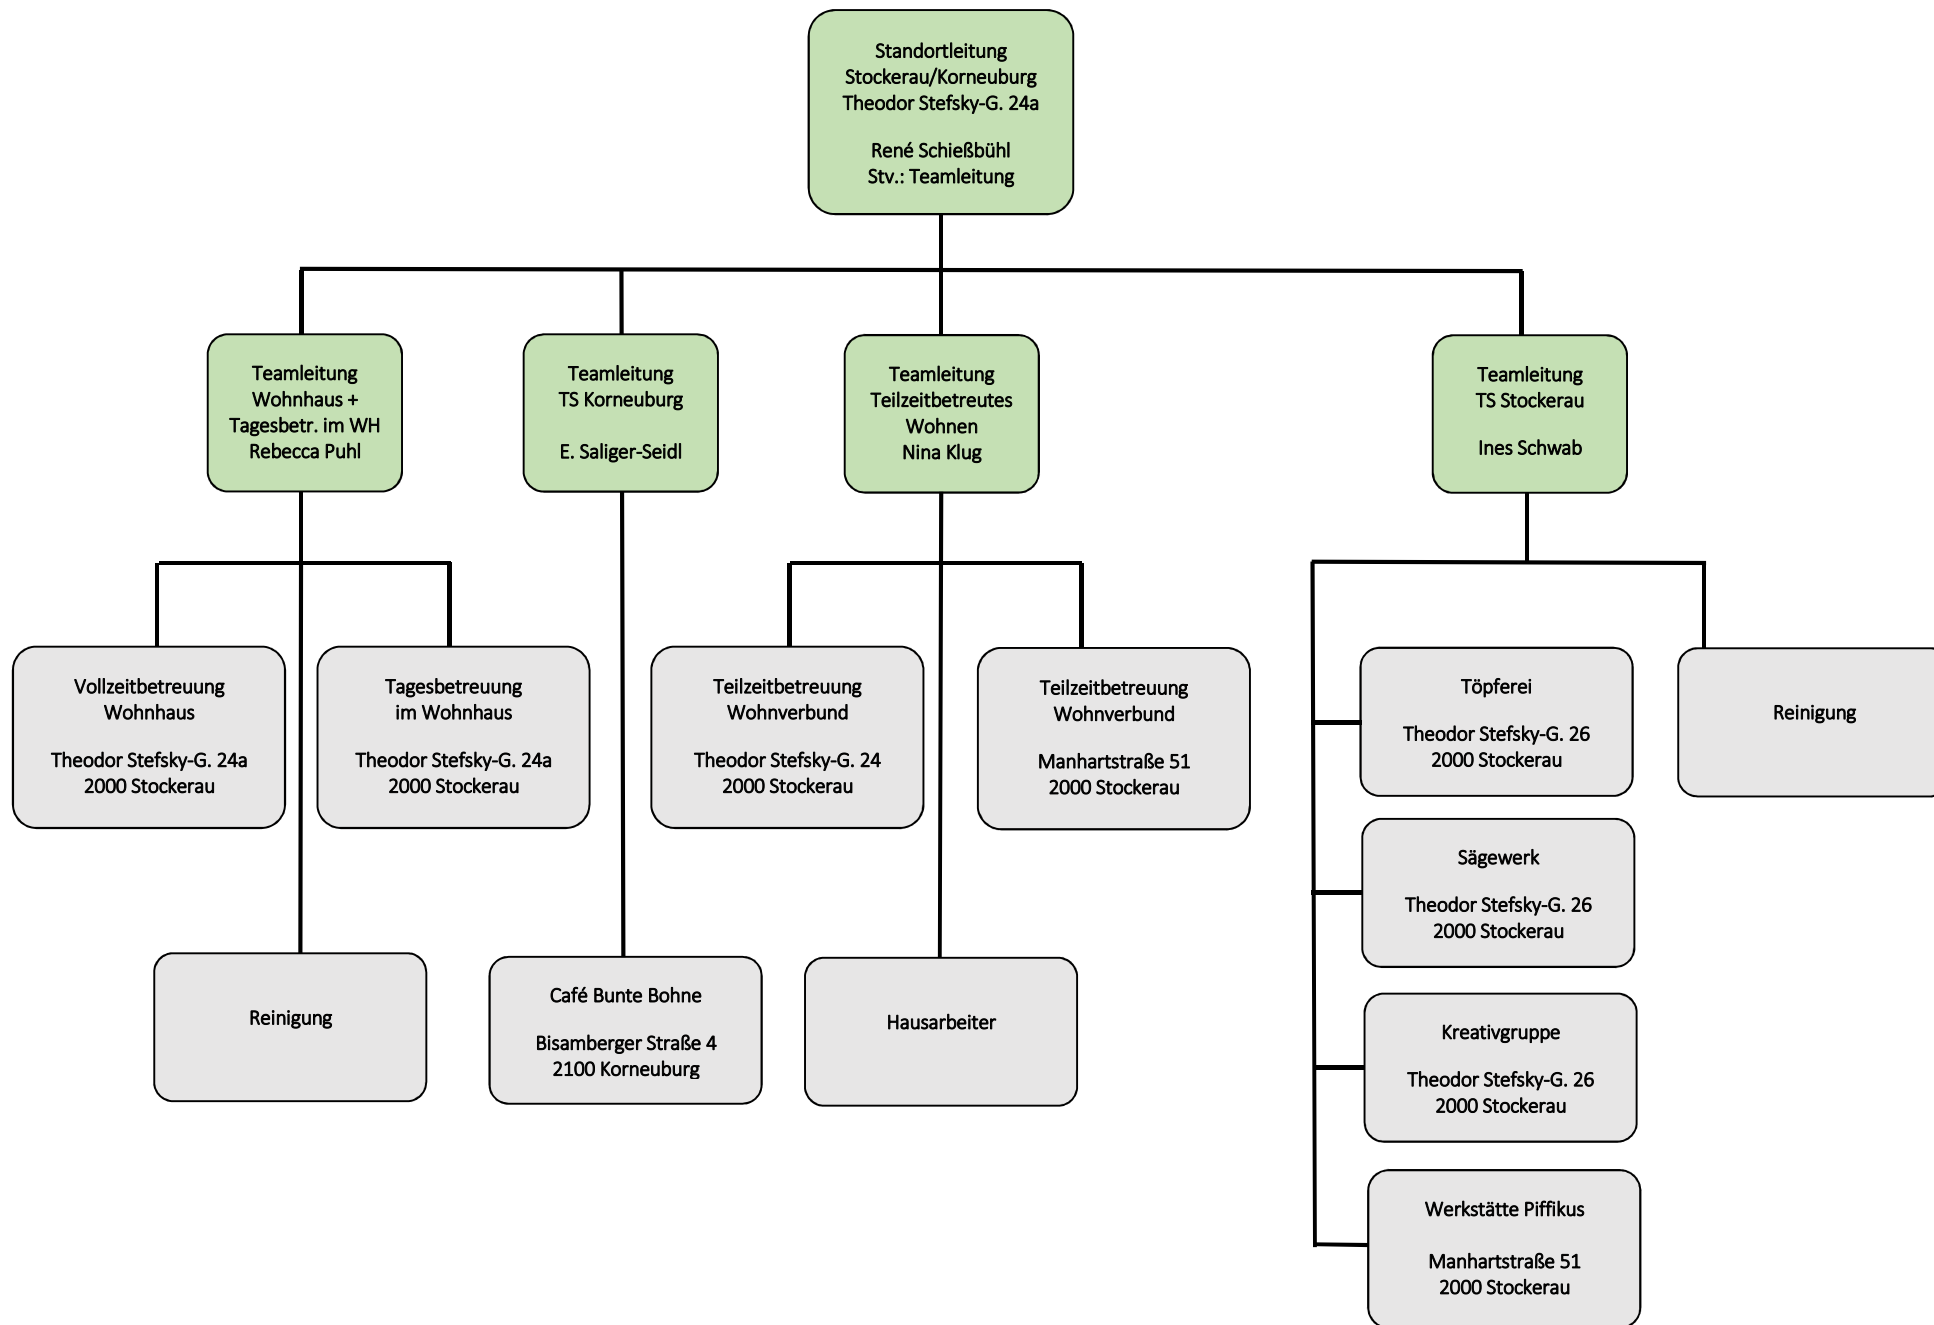 Standortleitung
Stockerau/Korneuburg
Theodor Stefsky-G. 24a
René Schießbühl
Stv.: Teamleitung
Teamleitung
Wohnhaus +
Tagesbetr. im WH
Rebecca Puhl
Teamleitung
TS Korneuburg
E. Saliger-Seidl
Teamleitung
Teilzeitbetreutes
Wohnen
Nina Klug
Teamleitung
TS Stockerau
Ines Schwab
Vollzeitbetreuung
Wohnhaus
Theodor Stefsky-G. 24a
2000 Stockerau
Tagesbetreuung
im Wohnhaus
Theodor Stefsky-G. 24a
2000 Stockerau
Teilzeitbetreuung
Wohnverbund
Theodor Stefsky-G. 24
2000 Stockerau
Teilzeitbetreuung
Wohnverbund
Manhartstraße 51
2000 Stockerau
Töpferei
Theodor Stefsky-G. 26
2000 Stockerau
Reinigung
Sägewerk
Theodor Stefsky-G. 26
2000 Stockerau
Reinigung
Café Bunte Bohne
Bisamberger Straße 4
2100 Korneuburg
Hausarbeiter
Kreativgruppe
Theodor Stefsky-G. 26
2000 Stockerau
Werkstätte Piffikus
Manhartstraße 51
2000 Stockerau